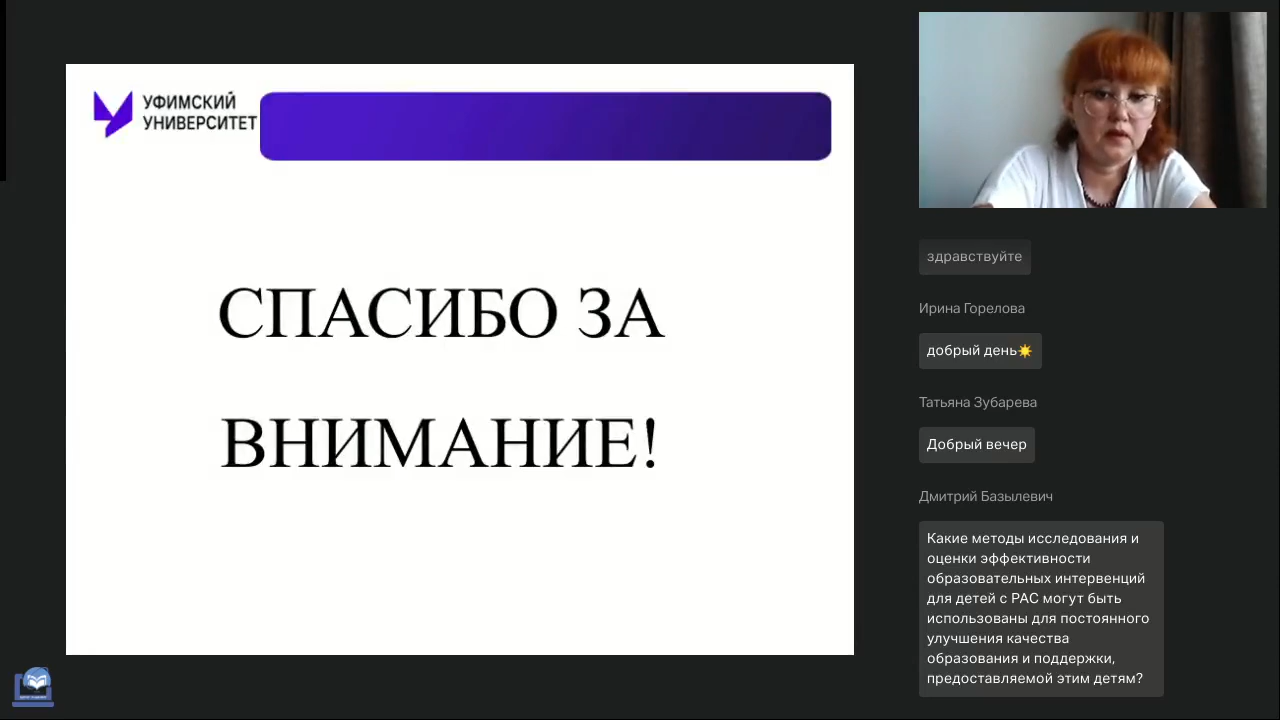 УФИМСКИЙ
УНИВЕРСИТЕТ
СПАСИБО ЗА
ВНИМАНИЕ!
здравствуйте
Ирина Горелова
добрый день☀️
Татьяна Зубарева
Добрый вечер
Дмитрий Базылевич
Какие методы исследования и
оценки эффективности
образовательных интервенций
для детей с РАС могут быть
использованы для постоянного
улучшения качества
образования и поддержки,
предоставляемой этим детям?